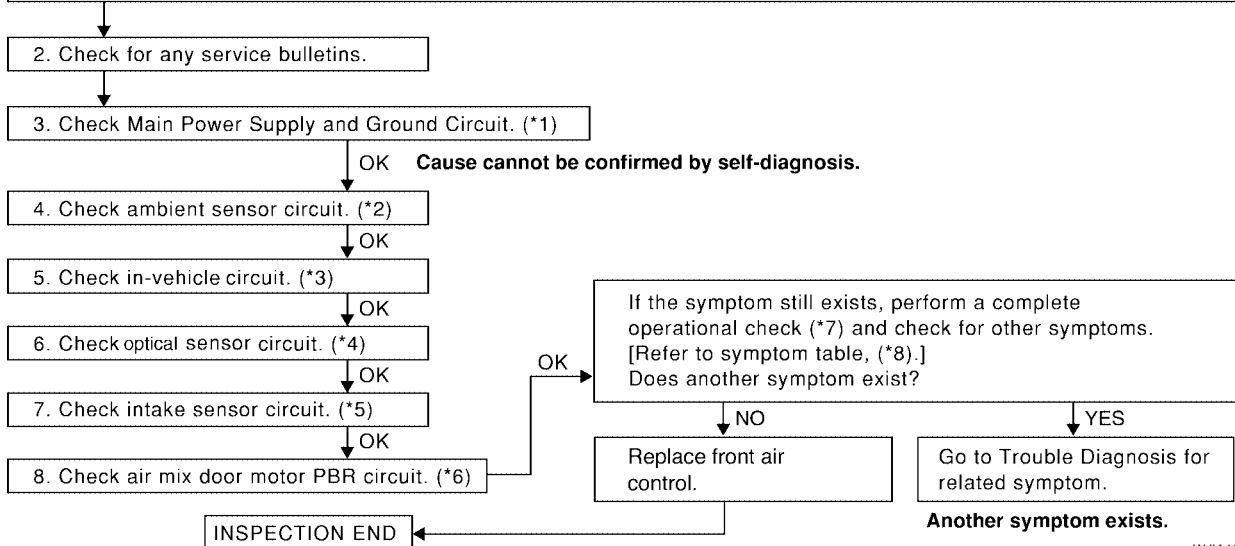 2. Check for any service bulletins.
3. Check Main Power Supply and Ground Circuit. (*1)
OK
Cause cannot be confirmed by self-diagnosis.
4. Check ambient sensor circuit. (*2)
OK
5. Check in-vehicle circuit. (*3)
OK
6. Check optical sensor circuit. (*4)
OK
7. Check intake sensor circuit. (*5)
OK
8. Check air mix door motor PBR circuit. (*6)
OK
If the symptom still exists, perform a complete
operational check (*7) and check for other symptoms.
[Refer to symptom table, (*8).]
Does another symptom exist?
NO
YES
Replace front air
control.
Go to Trouble Diagnosis for
related symptom.
Another symptom exists.
INSPECTION END